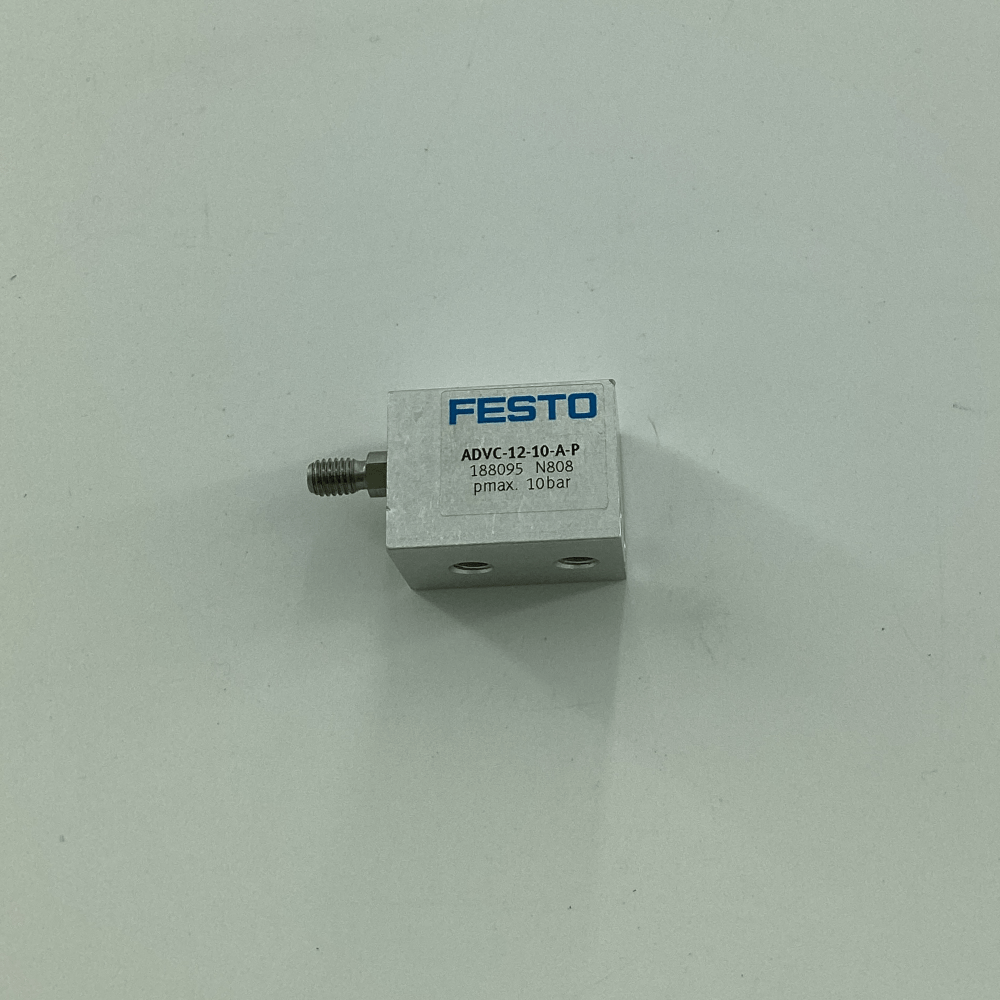 FESTO
ADVC-12-10-A-P
188095 N808
pmax. 10bar